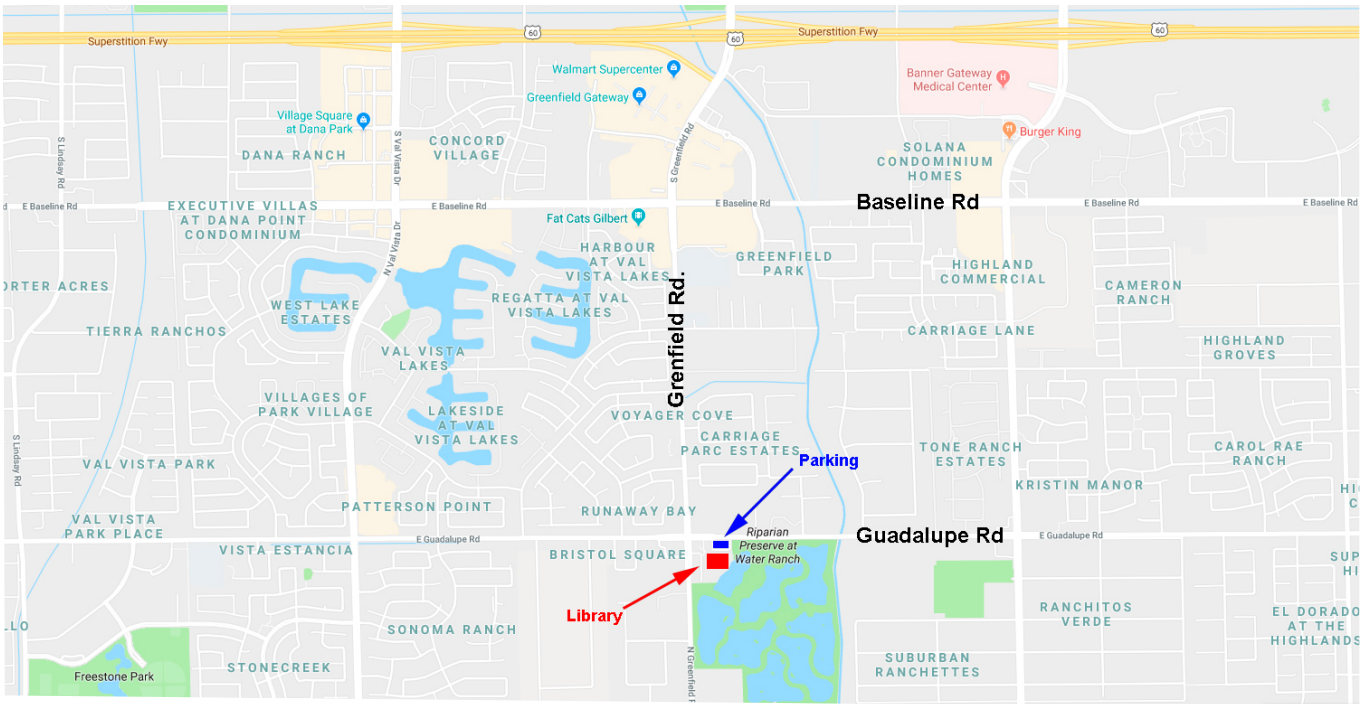 Superstition Fwy
60
60
Superstition Fwy
60
Walmart Supercenter
Greenfield Gateway
Banner Gateway
Medical Center
H
Burger King
Village Square
at Dana Park
DANA RANCH
CONCORD
VILLAGE
SOLANA
CONDOMINIUM
HOMES
S Lindsay Rd
S Val Vista Dr
S Greenfield Rd
E Baseline Rd
E Baseline Rd
E Baseline Rd
Baseline Rd
E Baseline Rd
E Baseline Rd
EXECUTIVE VILLAS
AT DANA POINT
CONDOMINIUM
Fat Cats Gilbert
N Val Vista Dr
HARBOUR
AT VAL
VISTA LAKES
GREENFIELD
PARK
HIGHLAND
COMMERCIAL
ORTER ACRES
WEST LAKE
ESTATES
REGATTA AT VAL
VISTA LAKES
Grenfield Rd.
CAMERON
RANCH
TIERRA RANCHOS
CARRIAGE LANE
HIGHLAND
GROVES
VAL VISTA
LAKES
VILLAGES OF
PARK VILLAGE
LAKESIDE
AT VAL
VISTA LAKES
VOYAGER COVE
CARRIAGE
PARC ESTATES
TONE RANCH
ESTATES
CAROL RAE
RANCH
S Lindsay Rd
VAL VISTA PARK
Parking
KRISTIN MANOR
HI
C
PATTERSON POINT
RUNAWAY BAY
VAL VISTA
PARK PLACE
VISTA ESTANCIA
E Guadalupe Rd
BRISTOL SQUARE
Riparian
Preserve at
Water Ranch
Guadalupe Rd
E Guadalupe Rd
SUP
HI
Library
RANCHITOS
VERDE
EL DORADO
AT THE
HIGHLANDS
LLO
SONOMA RANCH
N Greenfield R
STONECREEK
Freestone Park
SUBURBAN
RANCHETTES